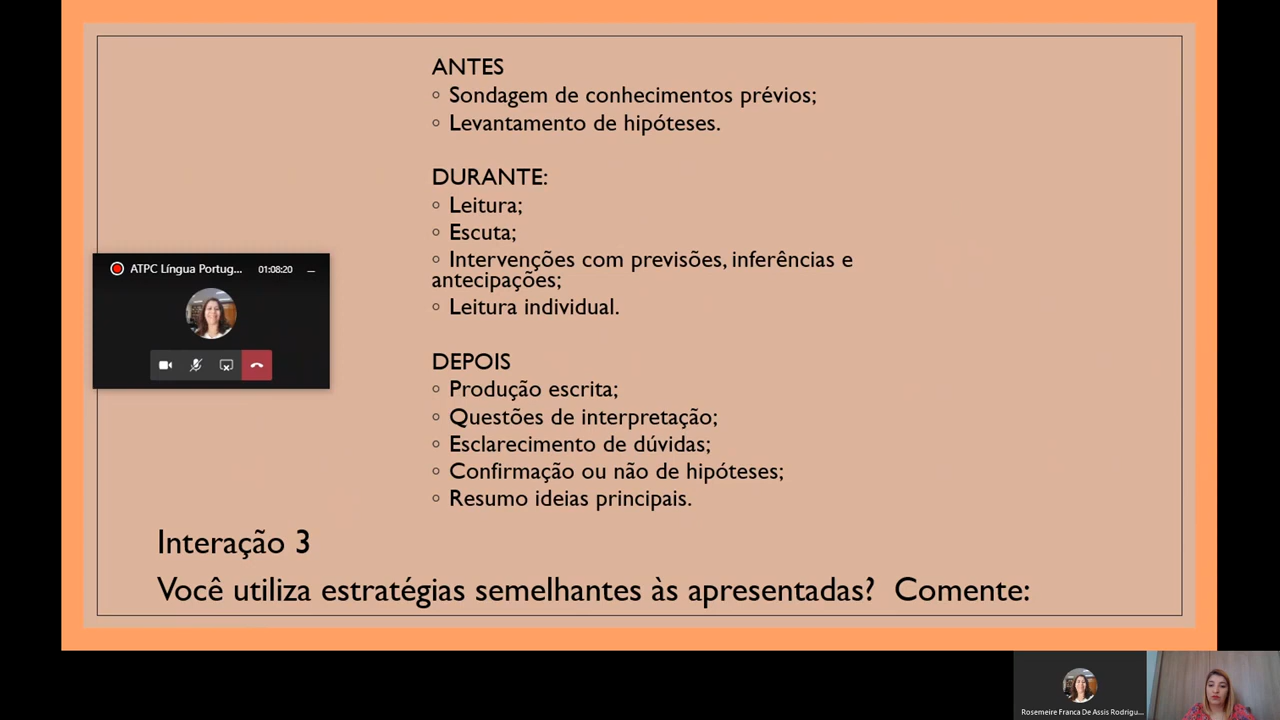 ANTES
◦ Sondagem de conhecimentos prévios;
◦ Levantamento de hipóteses.
DURANTE:
◦ Leitura;
◦ Escuta;
◦ Intervenções com previsões, inferências e
antecipações;
◦ Leitura individual.
DEPOIS
◦ Produção escrita;
◦ Questões de interpretação;
◦ Esclarecimento de dúvidas;
◦ Confirmação ou não de hipóteses;
◦ Resumo ideias principais.
Interação 3
Você utiliza estratégias semelhantes às apresentadas? Comente:
ATPC Língua Portug... 01:08:20
Rosemeire Franca De Assis Rodrigu...